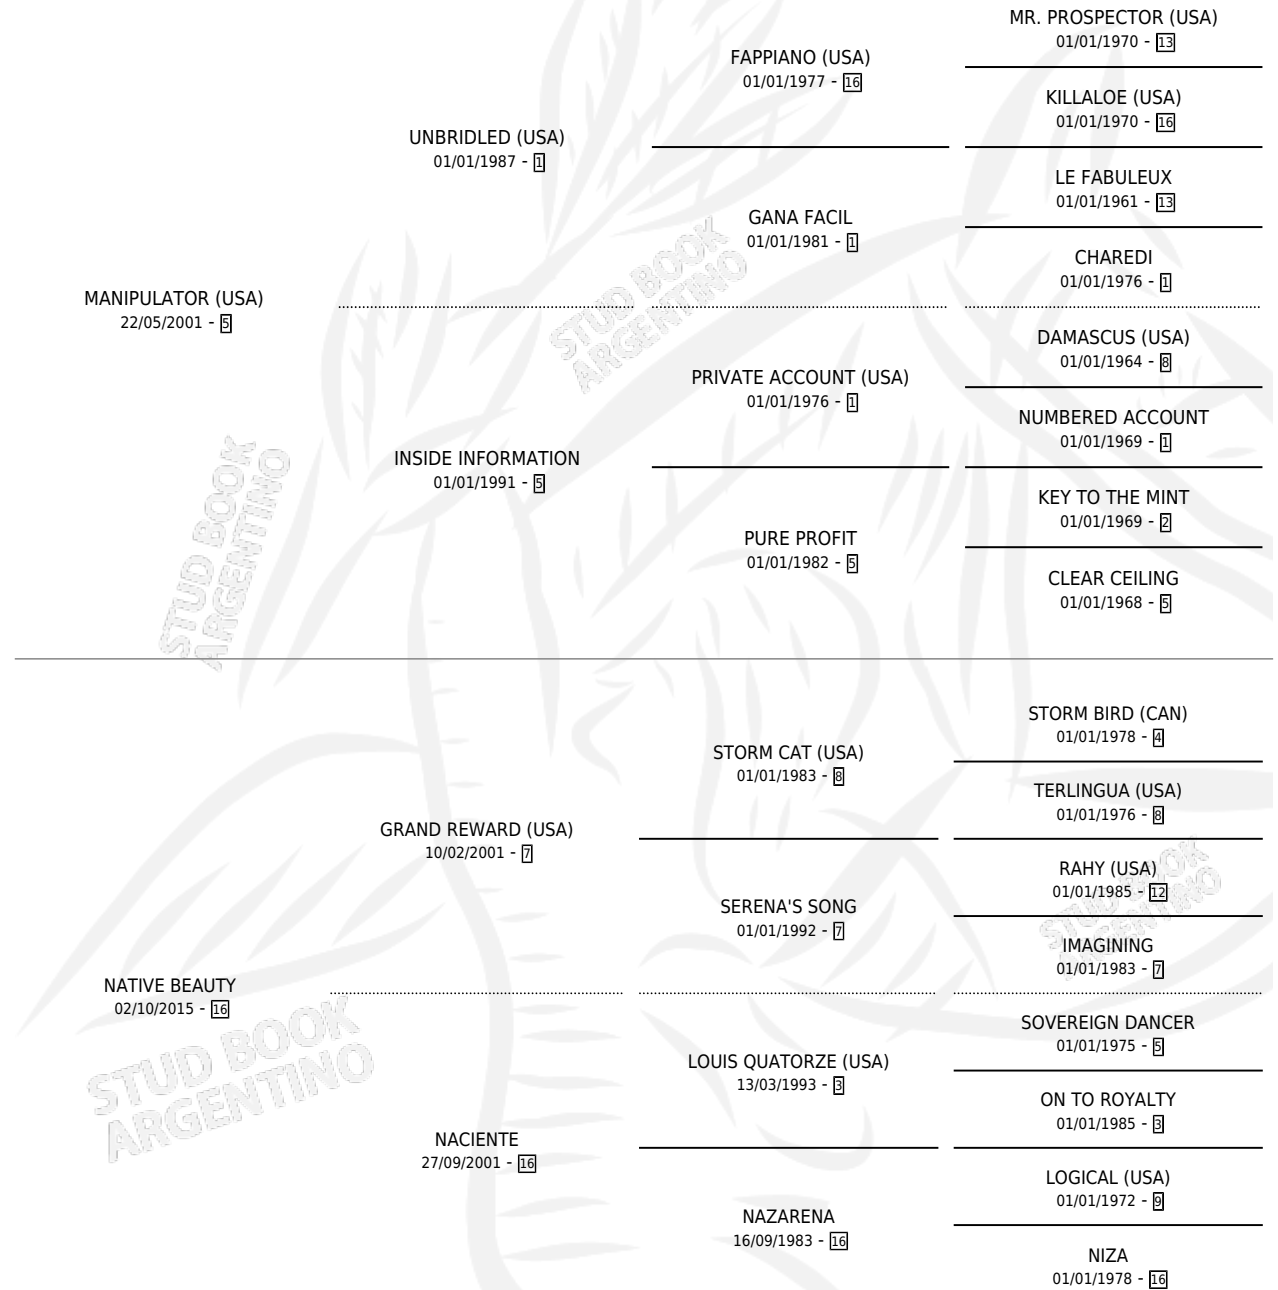 MR. PROSPECTOR (USA)
01/01/1970 - 13
FAPPIANO (USA)
01/01/1977 - 16
KILLALOE (USA)
01/01/1970 - 16
UNBRIDLED (USA)
01/01/1987 - 1
LE FABULEUX
01/01/1961 - 13
GANA FACIL
01/01/1981 - 1
CHAREDI
01/01/1976 - 1
MANIPULATOR (USA)
22/05/2001 - 5
DAMASCUS (USA)
01/01/1964 - 8
PRIVATE ACCOUNT (USA)
01/01/1976 - 1
NUMBERED ACCOUNT
01/01/1969 - 1
INSIDE INFORMATION
01/01/1991 - 5
KEY TO THE MINT
01/01/1969 - 2
PURE PROFIT
01/01/1982 - 5
CLEAR CEILING
01/01/1968 - 5
STORM BIRD (CAN)
01/01/1978 - 4
STORM CAT (USA)
01/01/1983 - 8
TERLINGUA (USA)
01/01/1976 - 8
GRAND REWARD (USA)
10/02/2001 - 7
RAHY (USA)
01/01/1985 - 12
SERENA'S SONG
01/01/1992 - 7
IMAGINING
01/01/1983 - 7
NATIVE BEAUTY
02/10/2015 - 16
SOVEREIGN DANCER
01/01/1975 - 5
LOUIS QUATORZE (USA)
13/03/1993 - 3
ON TO ROYALTY
01/01/1985 - 3
NACIENTE
27/09/2001 - 16
LOGICAL (USA)
01/01/1972 - 9
NAZARENA
16/09/1983 - 16
NIZA
01/01/1978 - 16
STUD BOOK
ARGENTINO
STUD BOOK
ARGENTINO
STUD BOOK
ARGENTINO
STUD BOOK
ARGENTINO